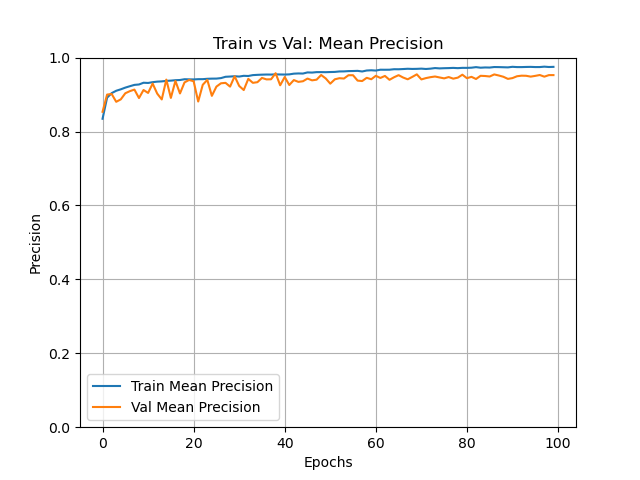 Train vs Val: Mean Precision
Precision
1.0
0.8
0.6
0.4
0.2
0.0
Train Mean Precision
Val Mean Precision
0 20 40 60 80 100
Epochs